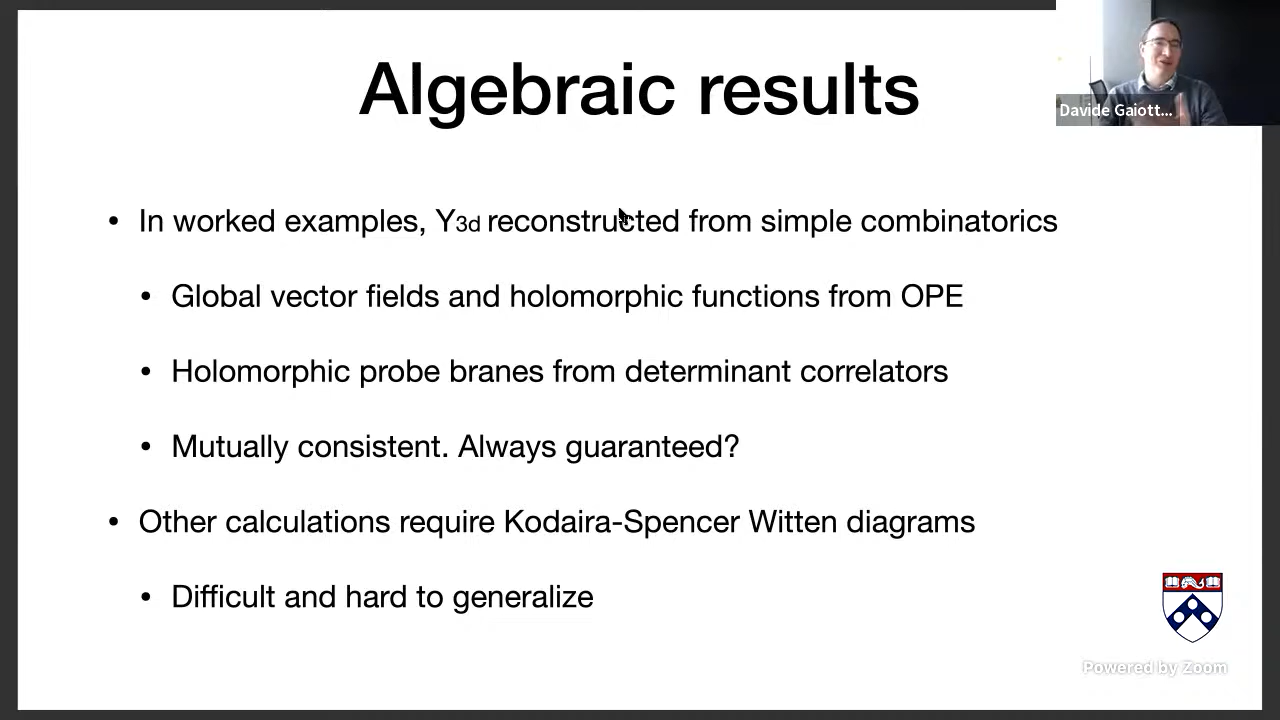 Algebraic results
Davide Gaiott...
• In worked examples, Y3d reconstructed from simple combinatorics
• Global vector fields and holomorphic functions from OPE
• Holomorphic probe branes from determinant correlators
• Mutually consistent. Always guaranteed?
• Other calculations require Kodaira-Spencer Witten diagrams
• Difficult and hard to generalize
Powered by Zoom